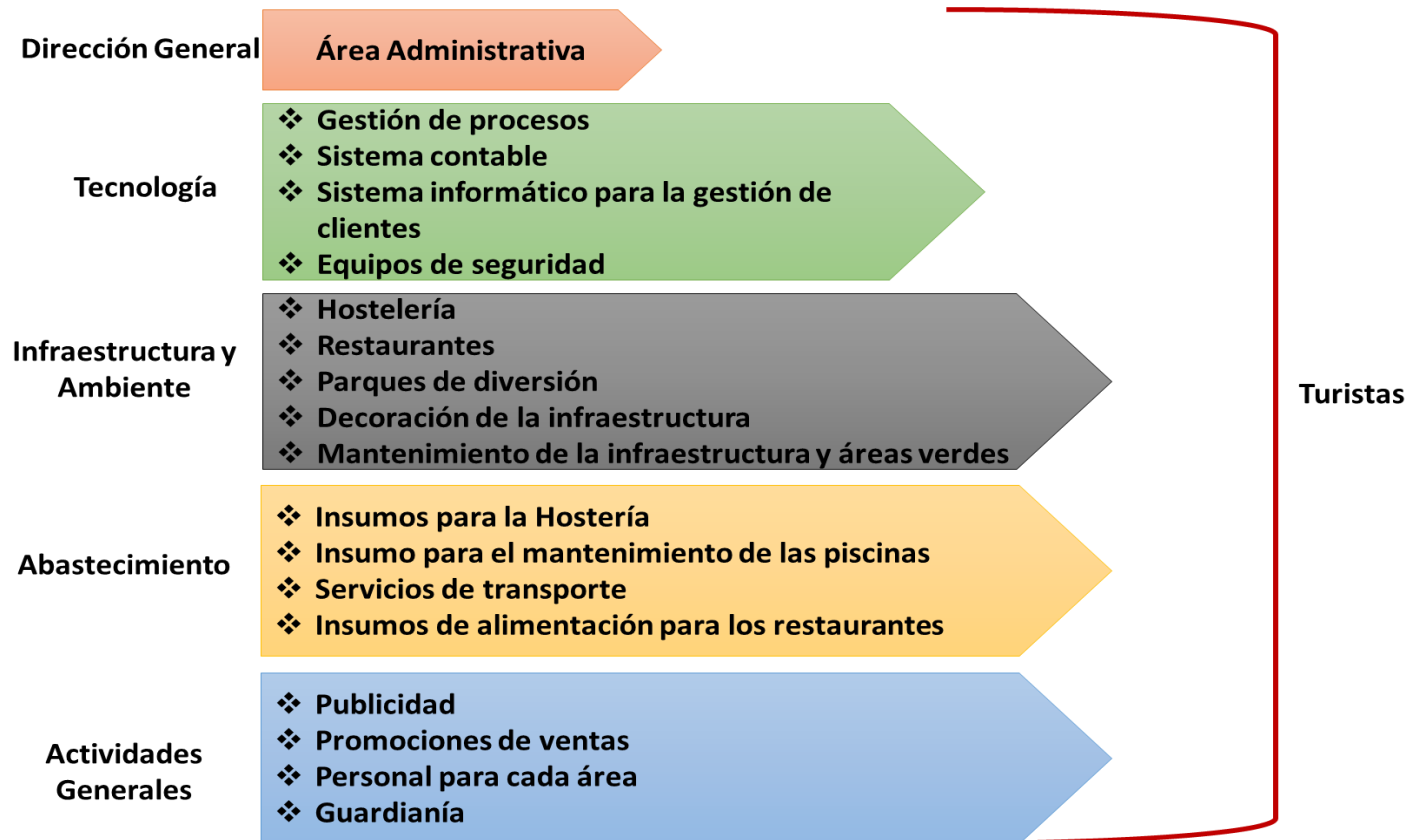 Dirección General
Área Administrativa
Tecnología
❖ Gestión de procesos
❖ Sistema contable
❖ Sistema informático para la gestión de
clientes
❖ Equipos de seguridad
Infraestructura y
Ambiente
❖ Hostelería
❖ Restaurantes
❖ Parques de diversión
❖ Decoración de la infraestructura
❖ Mantenimiento de la infraestructura y áreas verdes
Abastecimiento
❖ Insumos para la Hostería
❖ Insumo para el mantenimiento de las piscinas
❖ Servicios de transporte
❖ Insumos de alimentación para los restaurantes
Actividades
Generales
❖ Publicidad
❖ Promociones de ventas
❖ Personal para cada área
❖ Guardianía
Turistas